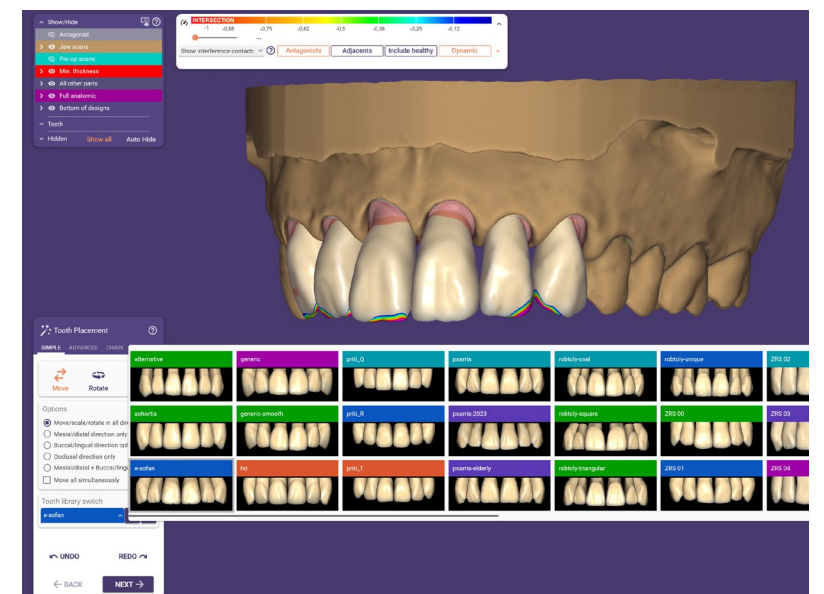 Show/Hide
Antagonist
Jaw scans
Pre-op scans
Min. thickness
All other parts
Full anatomic
Bottom of designs
Teeth
Hidden Show all Auto Hide
INTERSECTION
-1 -0,88 -0,75 -0,62 -0,5 -0,38 -0,25 -0,12
...
Show interference contacts Antagonists Adjacents Include healthy Dynamic
Tooth Placement
SIMPLE ADVANCED CHAIN
Move Rotate
Options
Move/scale/rotate in all dire
Mesial/distal direction only
Buccal/lingual direction onl
Occlusal direction only
Mesial/distal + Buccal/lingu
Move all simultaneously
Tooth library switch
e-xofan
UNDO REDO
BACK NEXT
alternative generic priti_Q psarris robtoly-oval robtoly-unique ZRS 02
ashortia generic-smooth priti_R psarris-2023 robtoly-square ZRS 00 ZRS 03
e-xofan hd priti_T psarris-elderly robtoly-triangular ZRS 01 ZRS 04